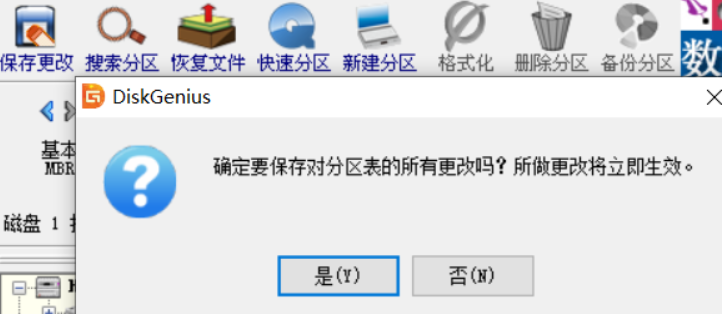 保存更改 搜索分区 恢复文件 快速分区 新建分区 格式化 删除分区 备份分区 数
DiskGenius
基本
MBR
确定要保存对分区表的所有更改吗？所做更改将立即生效。
磁盘 1
是(Y) 否(N)